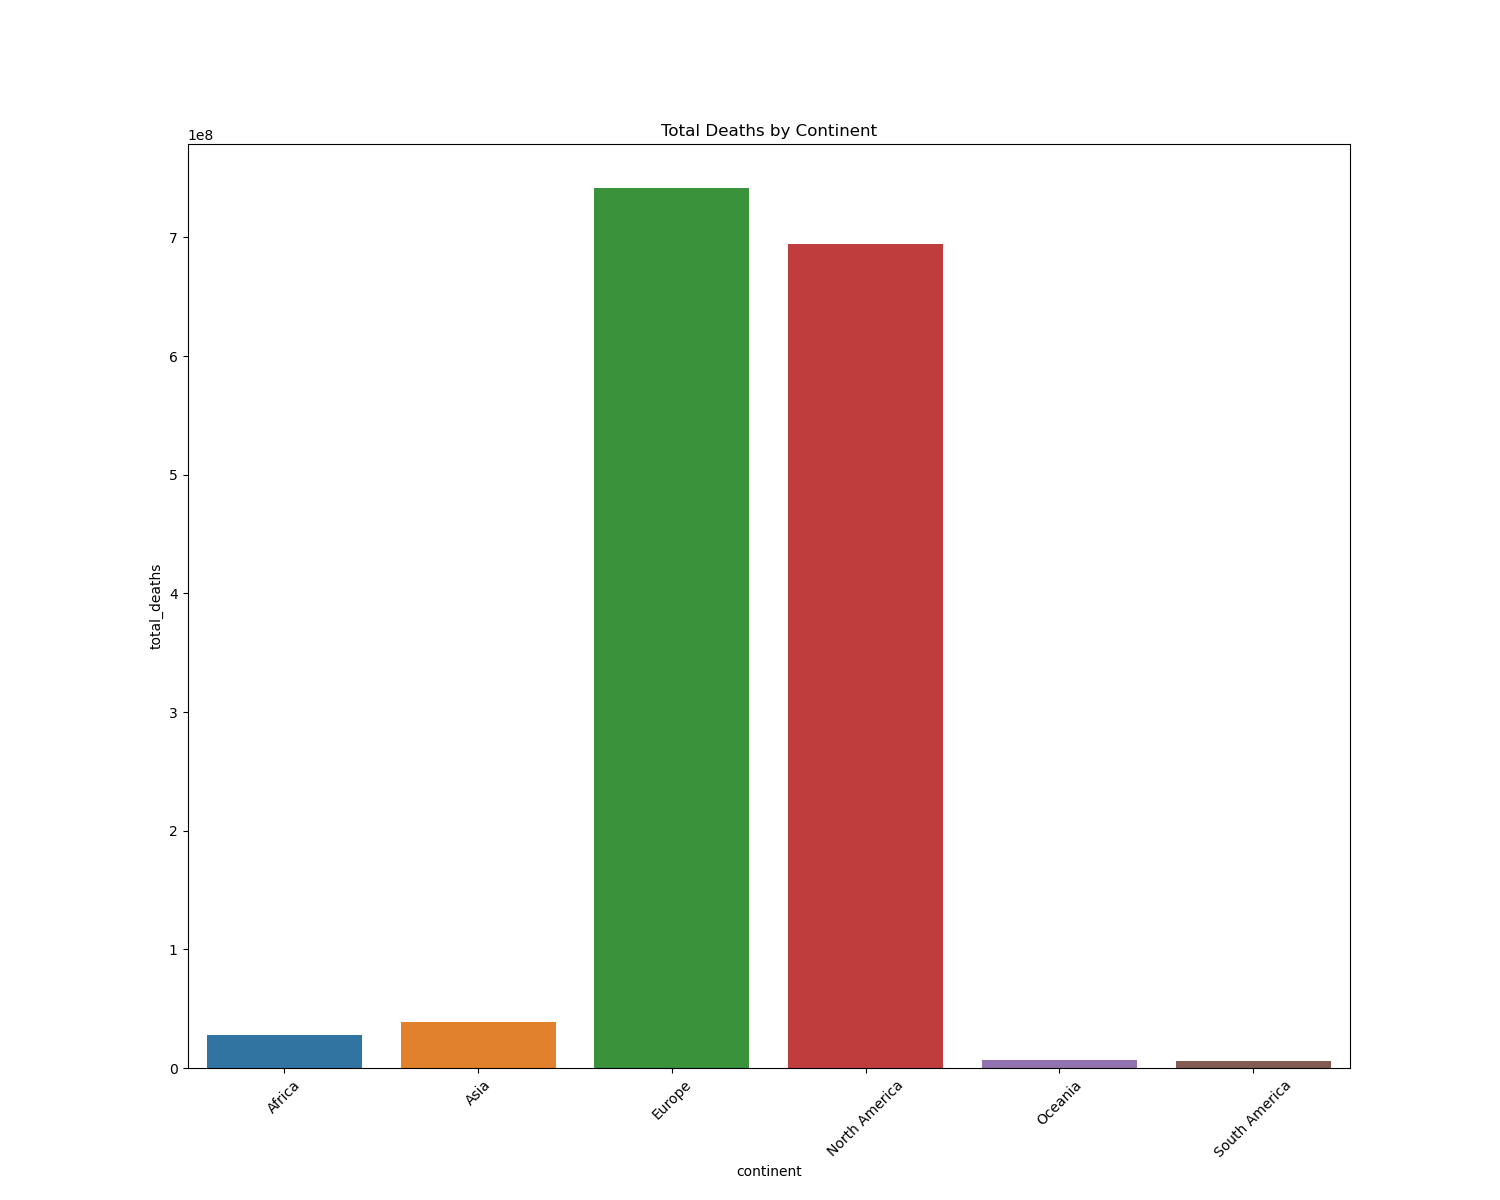 Total Deaths by Continent
1e8
7
6
5
4
3
2
1
0
total_deaths
Africa
Asia
Europe
North America
Oceania
South America
continent